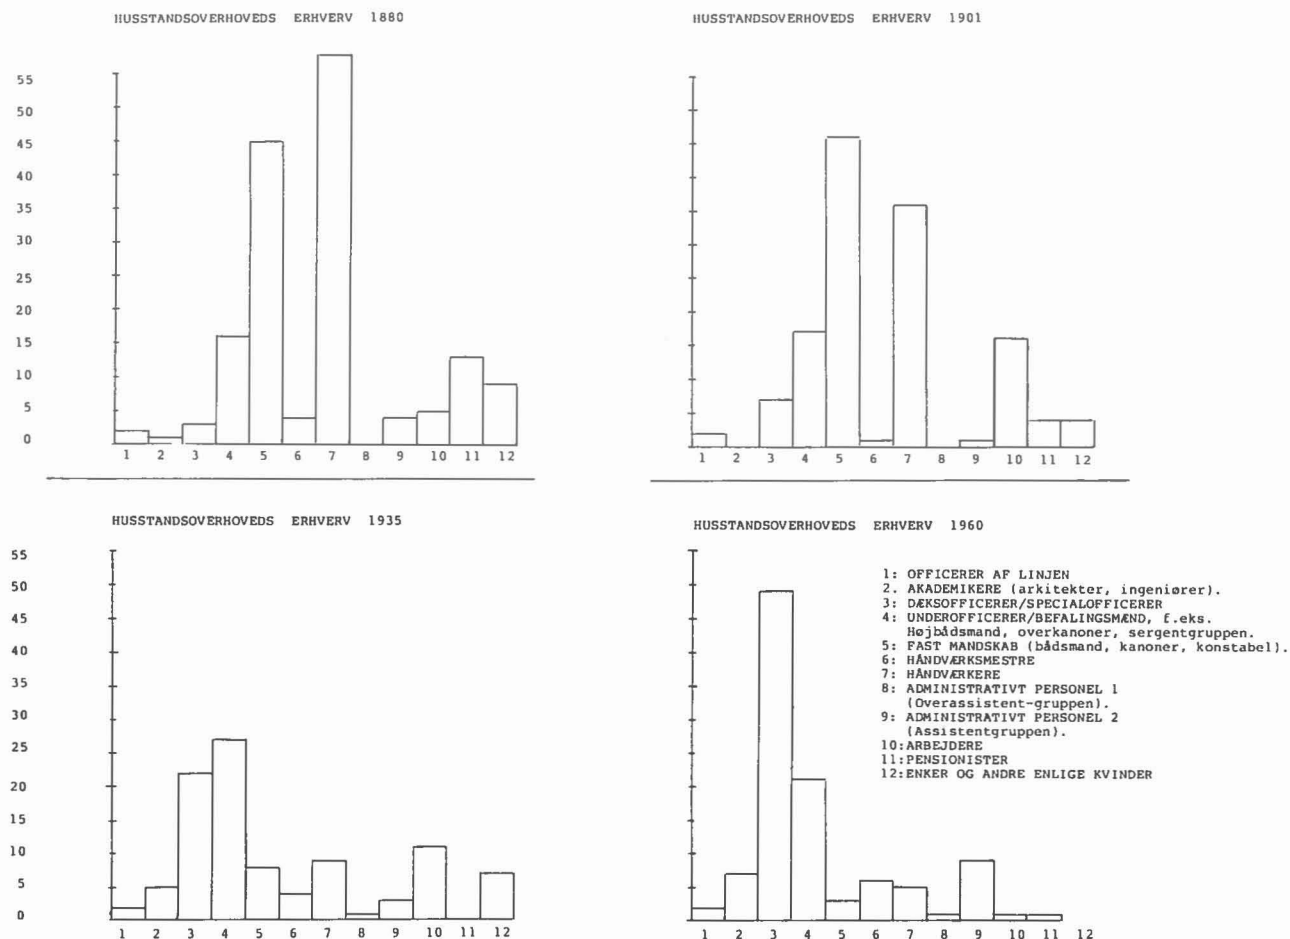 HUSSTANDSOVERHOVEDS ERHVERV 1880
55
50
45
40
35
30
25
20
15
10
5
0
1 2 3 4 5 6 7 8 9 10 11 12
HUSSTANDSOVERHOVEDS ERHVERV 1901
1 2 3 4 5 6 7 8 9 10 11 12
HUSSTANDSOVERHOVEDS ERHVERV 1935
55
50
45
40
35
30
25
20
15
10
5
0
1 2 3 4 5 6 7 8 9 10 11 12
HUSSTANDSOVERHOVEDS ERHVERV 1960
1: OFFICERER AF LINJEN
2. AKADEMIKERE (arkitekter, ingeniører).
3: DÆKSOFFICERER/SPECIALOFFICERER
4: UNDEROFFICERER/BEFALINGSMÆND, f.eks.
Højbådsmand, overkanoner, sergentgruppen.
5: FAST MANDSKAB (bådsmand, kanoner, konstabel).
6: HÅNDVÆRKSMESTRE
7: HÅNDVÆRKERE
8: ADMINISTRATIVT PERSONEL 1
(Overassistent-gruppen).
9: ADMINISTRATIVT PERSONEL 2
(Assistentgruppen).
10:ARBEJDERE
11:PENSIONISTER
12:ENKER OG ANDRE ENLIGE KVINDER
1 2 3 4 5 6 7 8 9 10 11 12